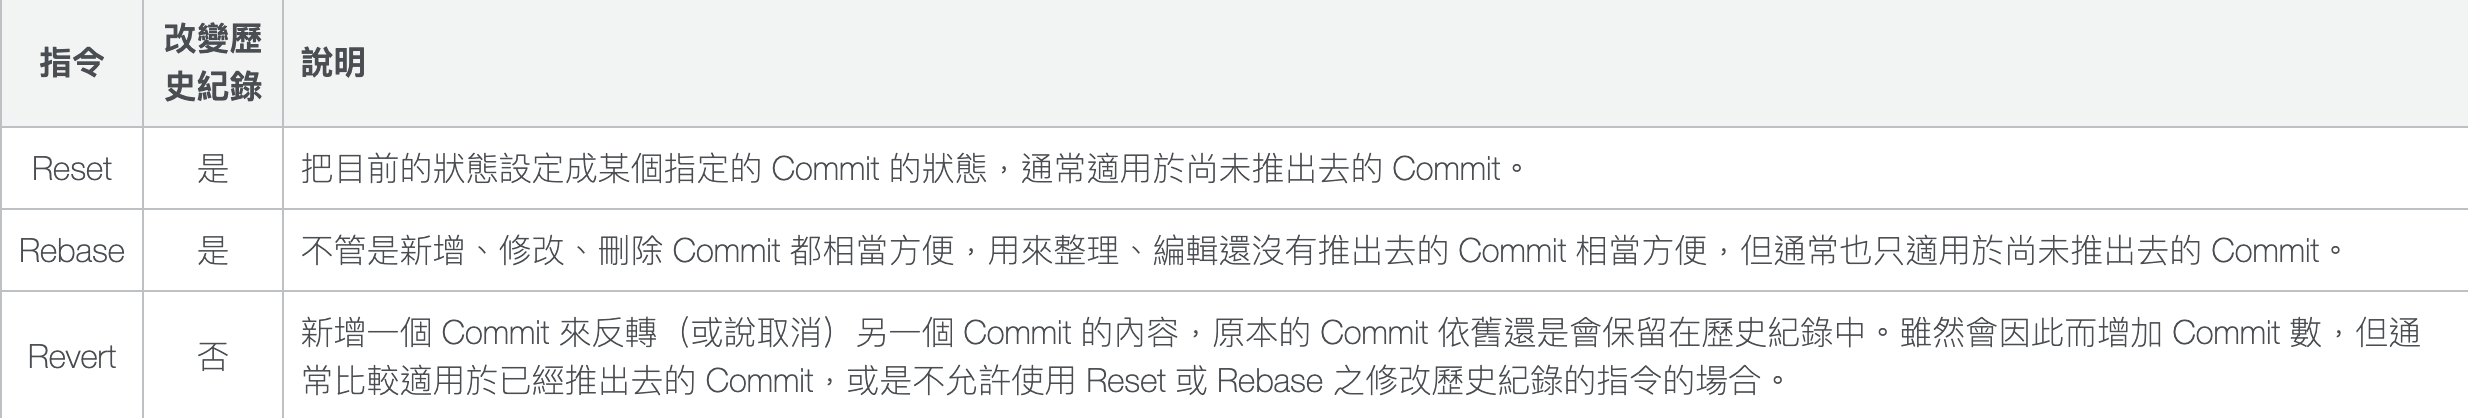 指令
改變歷
史紀錄
說明
Reset
是
把目前的狀態設定成某個指定的 Commit 的狀態，通常適用於尚未推出去的 Commit。
Rebase
是
不管是新增、修改、刪除 Commit 都相當方便，用來整理、編輯還沒有推出去的 Commit 相當方便，但通常也只適用於尚未推出去的 Commit。
Revert
否
新增一個 Commit 來反轉（或說取消）另一個 Commit 的內容，原本的 Commit 依舊還是會保留在歷史紀錄中。雖然會因此而增加 Commit 數，但通
常比較適用於已經推出去的 Commit，或是不允許使用 Reset 或 Rebase 之修改歷史紀錄的指令的場合。